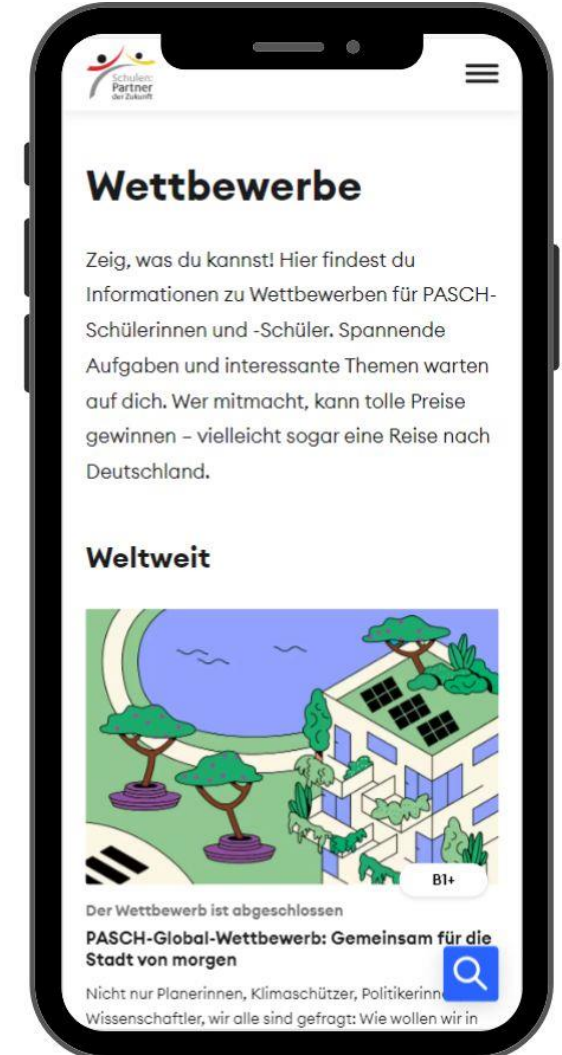 Schulen:
Partner
der Zukunft
Wettbewerbe
Zeig, was du kannst! Hier findest du
Informationen zu Wettbewerben für PASCH-
Schülerinnen und -Schüler. Spannende
Aufgaben und interessante Themen warten
auf dich. Wer mitmacht, kann tolle Preise
gewinnen – vielleicht sogar eine Reise nach
Deutschland.
Weltweit
B1+
Der Wettbewerb ist abgeschlossen
PASCH-Global-Wettbewerb: Gemeinsam für die
Stadt von morgen
Nicht nur Planerinnen, Klimaschützer,
Wissenschaftler, wir alle sind gefragt: Wie wollen wir in